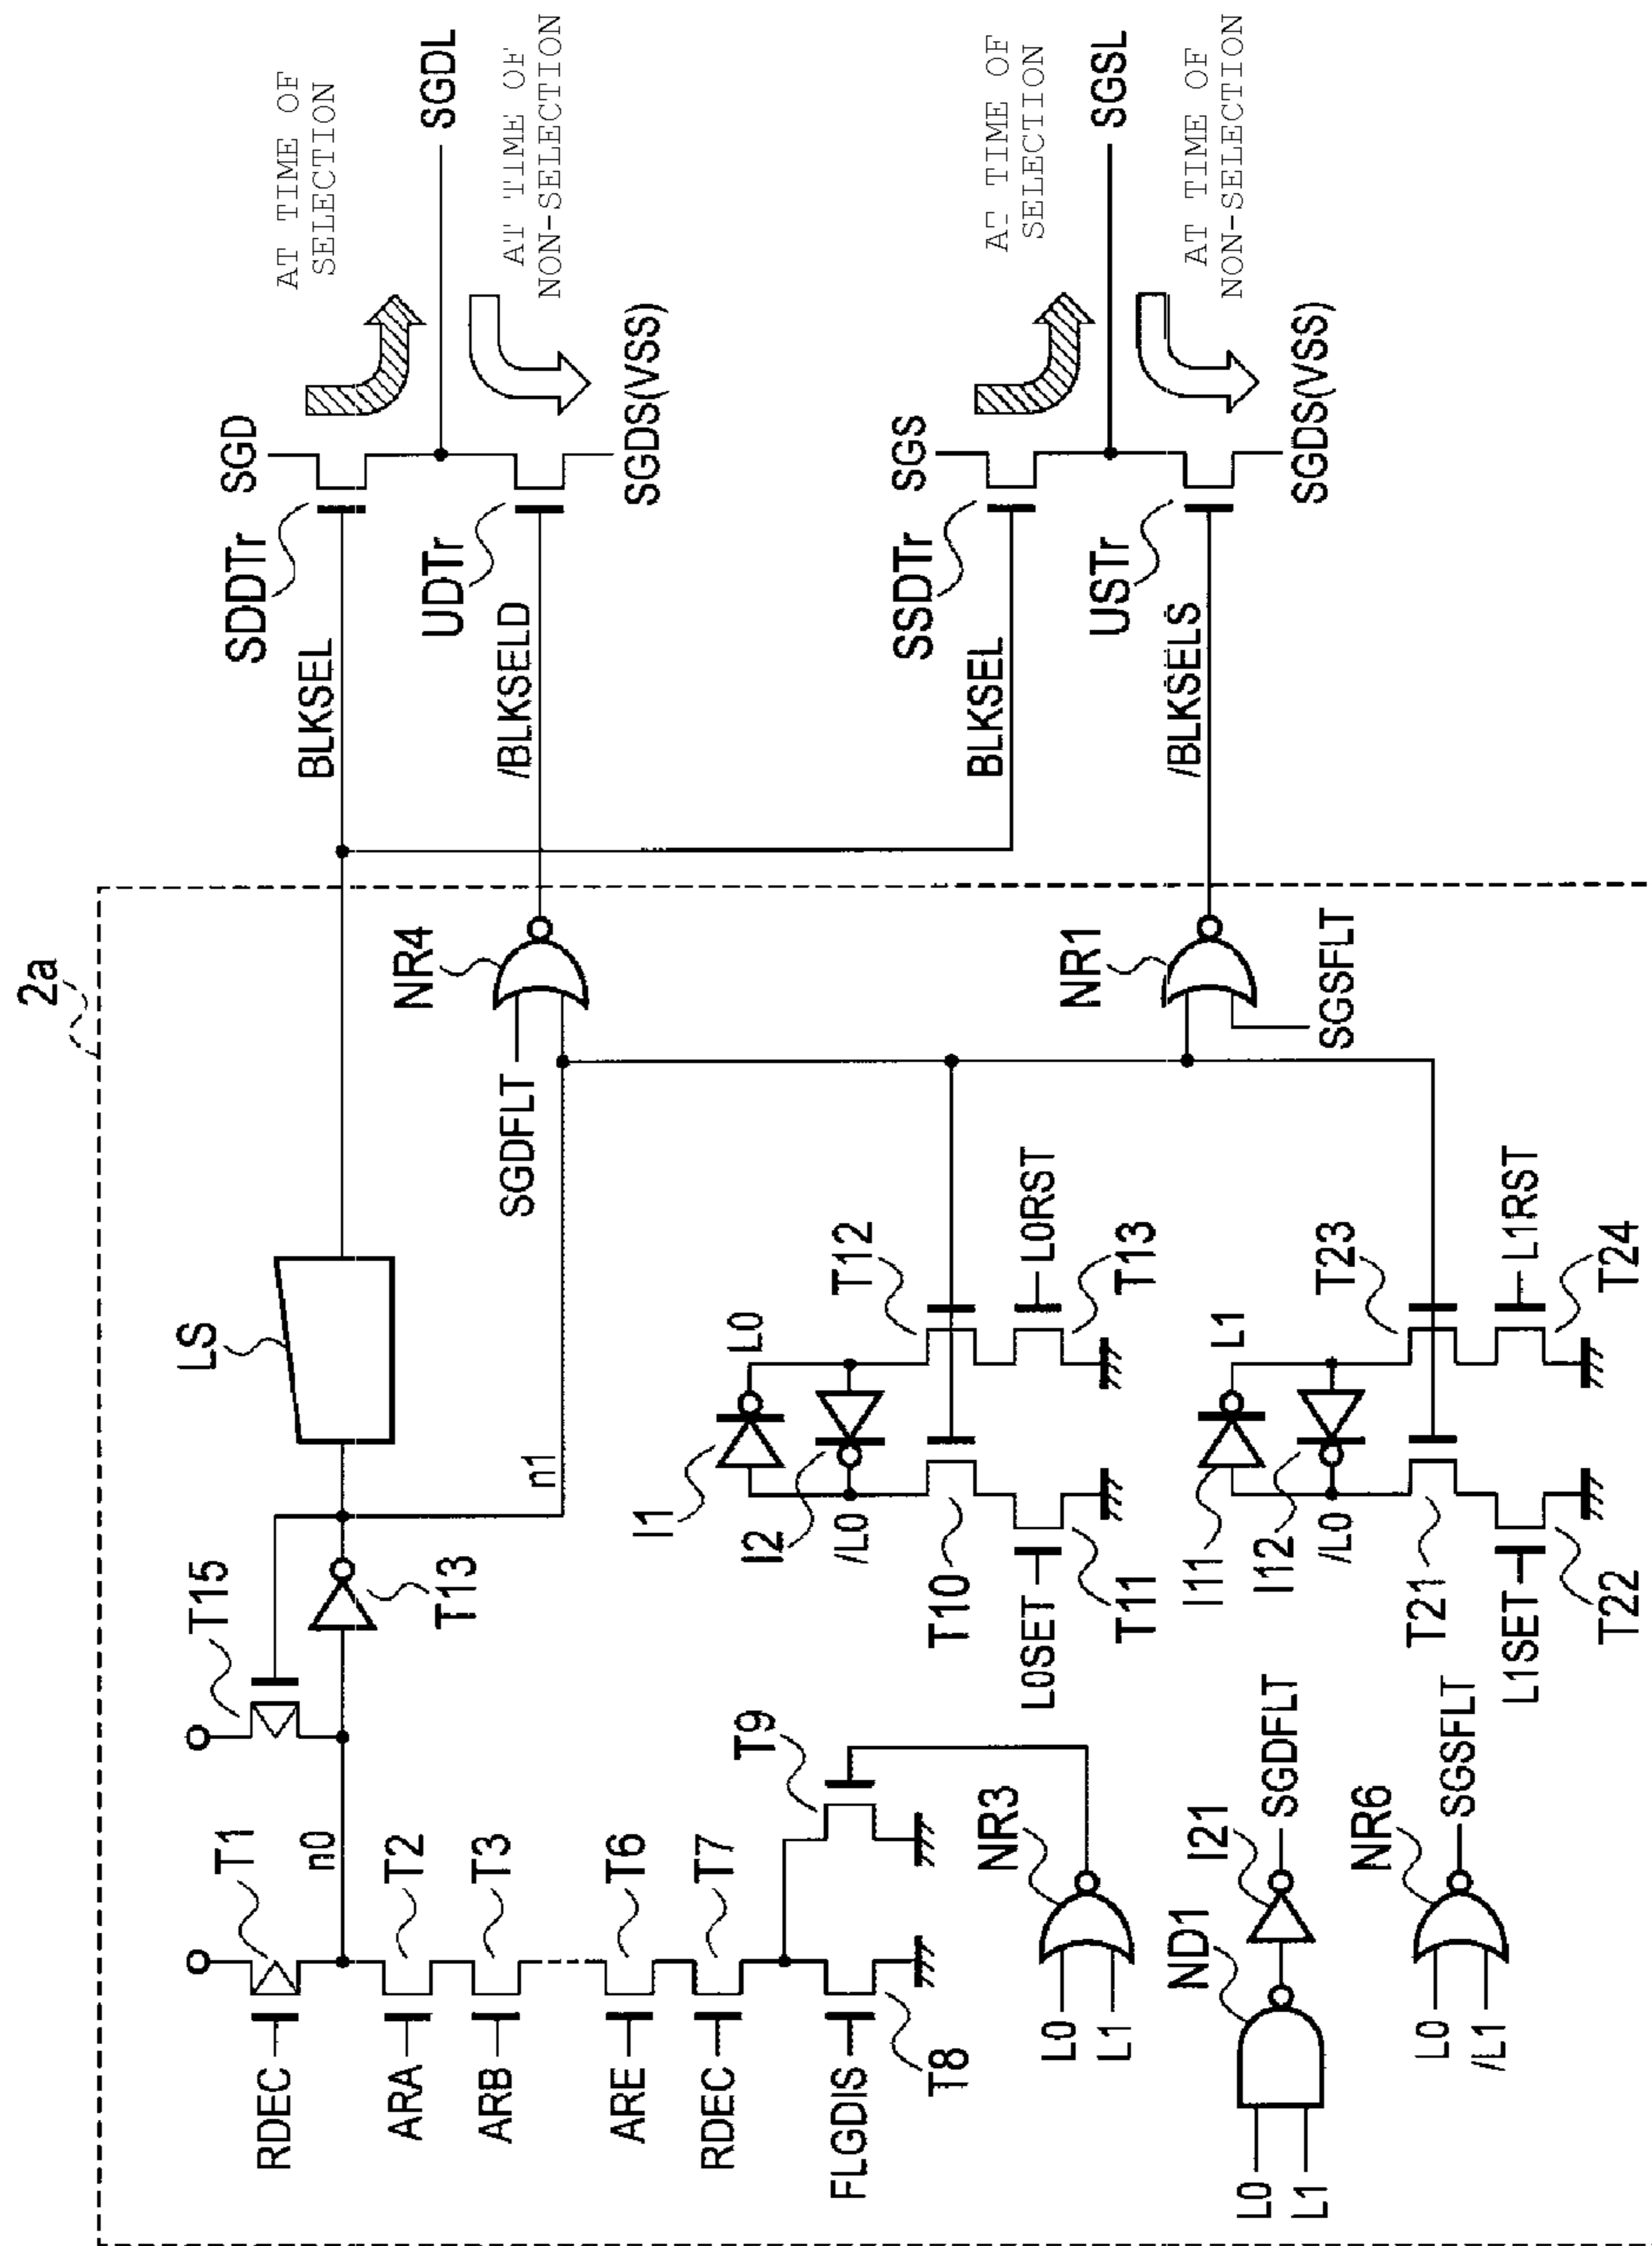 2a
LS
T15
T1
n0
RDEC
T2
ARA
T3
ARB
T6
ARE
T7
RDEC
T8
FLGDIS
T9
T13
n1
SGDFLT
NR4
BLKSEL
SDDTr
SGD
AT TIME OF
SELECTION
SGDL
/BLKSELD
UDTr
AT TIME OF
NON-SELECTION
SGDS(VSS)
I1
L0
I2
/L0
T12
T10
L0SET
T11
L0RST
T13
NR3
L0
L1
BLKSEL
SSDTr
SGS
AT TIME OF
SELECTION
SGSL
NR1
SGSFLT
/BLKSELS
USTr
AT TIME OF
NON-SELECTION
SGDS(VSS)
I11
L1
I12
/L0
T23
T21
L1SET
T22
L1RST
T24
L0
L1
ND1
I21
SGDFLT
L0
/L1
NR6
SGSFLT